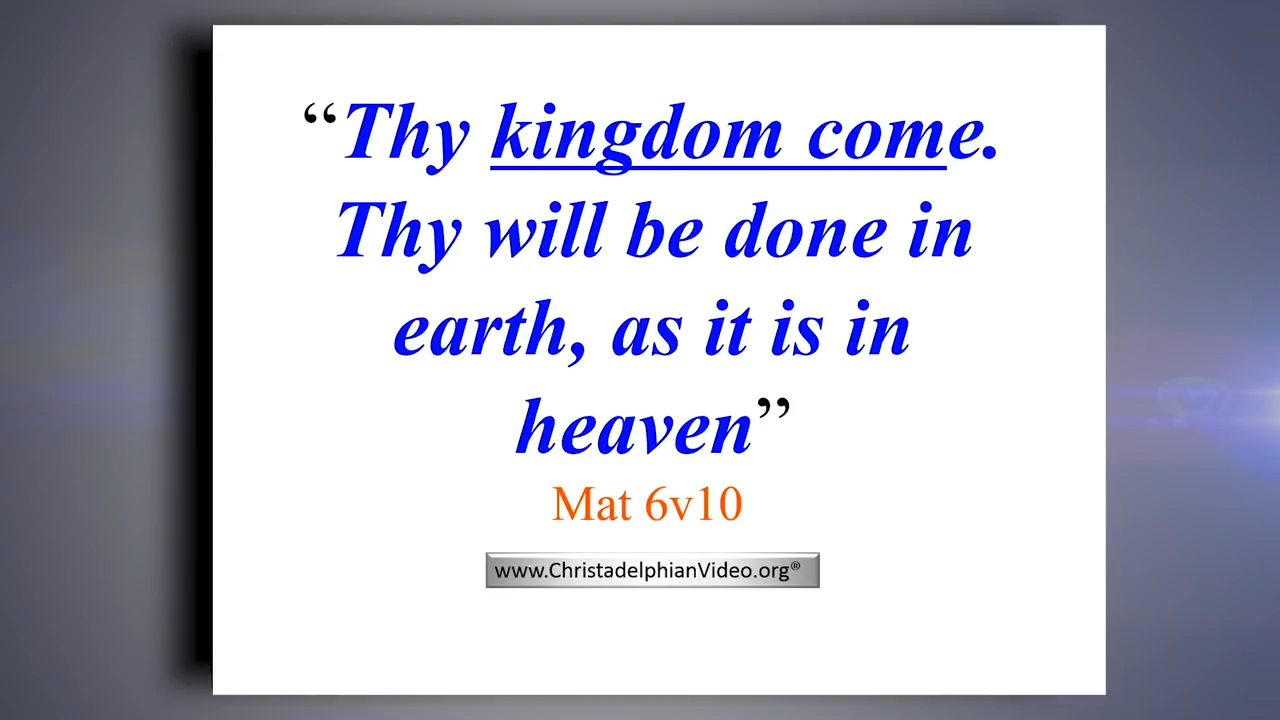 “Thy kingdom come.
Thy will be done in
earth, as it is in
heaven”
Mat 6v10
www.ChristadelphianVideo.org®